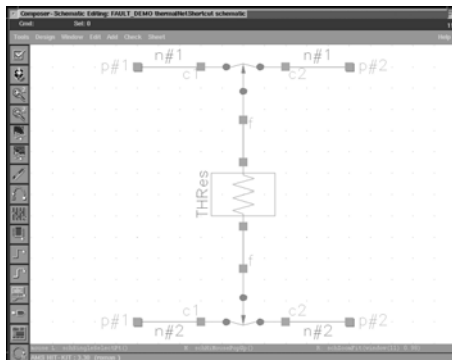 Composer-Schematic Editing: FAULT_DEMO thermalNetShortcut schematic
Cmd: Sel: 0
Tools Design Window Edit Add Check Sheet Help
n#1 n#1
p#1 p#2
c1 c2
f
THRes
f
c1 c2
p#1 p#2
n#2 n#2